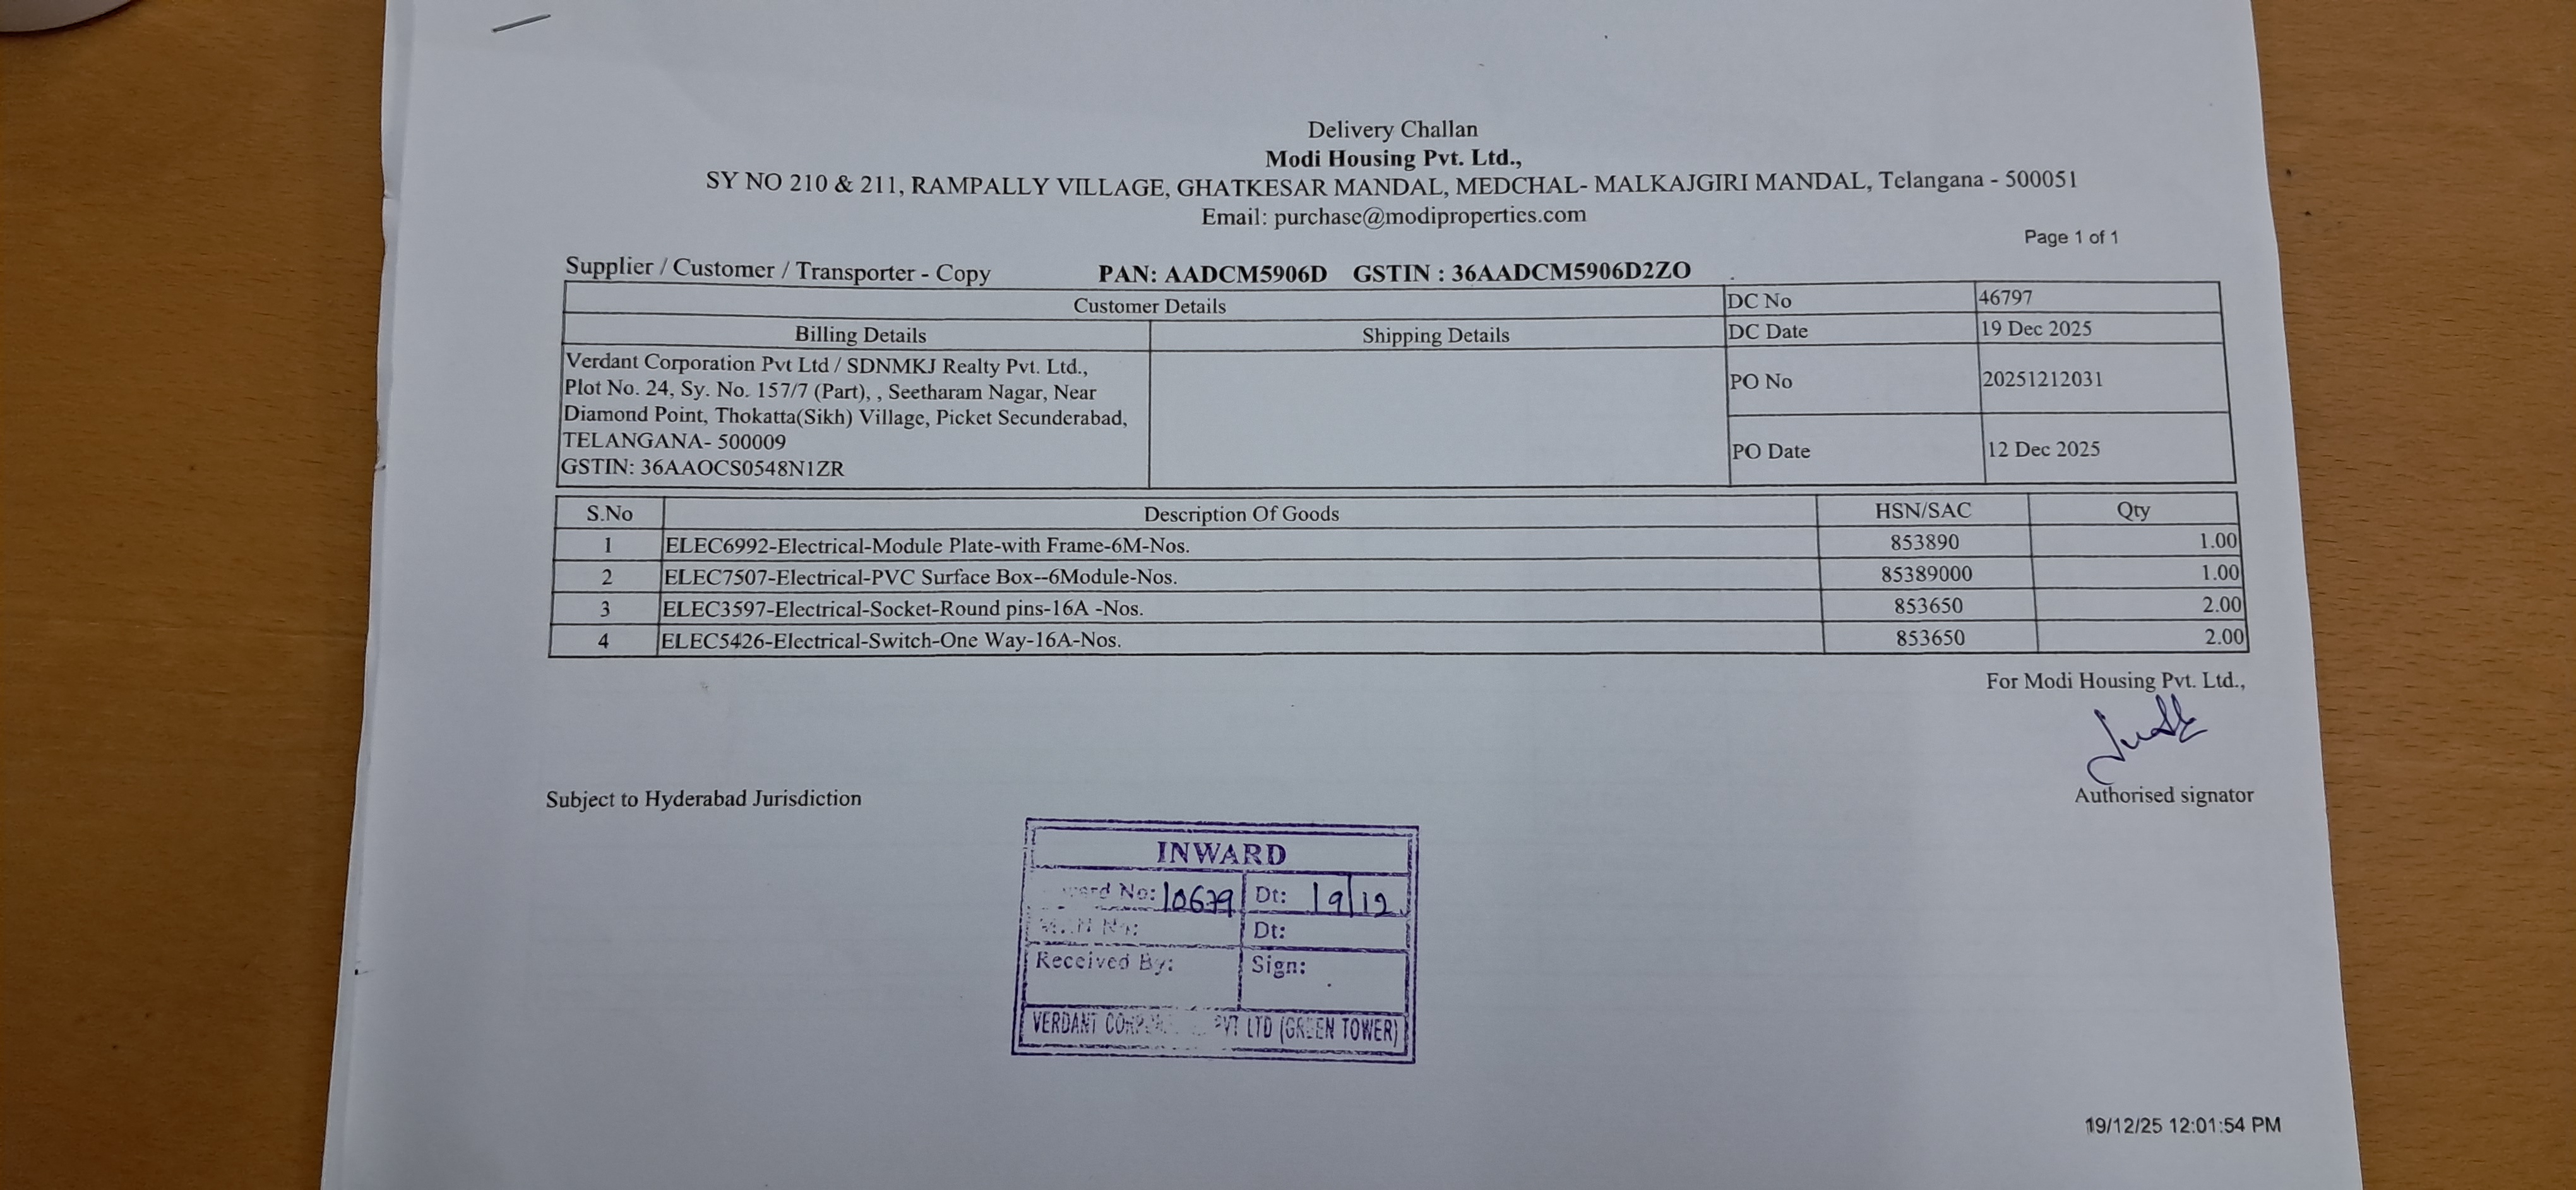 Delivery Challan
Modi Housing Pvt. Ltd.,
SY NO 210 & 211, RAMPALLY VILLAGE, GHATKESAR MANDAL, MEDCHAL- MALKAJGIRI MANDAL, Telangana - 500051
Email: purchase@modiproperties.com
Page 1 of 1
Supplier / Customer / Transporter - Copy PAN: AADCM5906D GSTIN : 36AADCM5906D2ZO
Customer Details
Billing Details Shipping Details
Verdant Corporation Pvt Ltd / SDNMKJ Realty Pvt. Ltd.,
Plot No. 24, Sy. No. 157/7 (Part), , Seetharam Nagar, Near
Diamond Point, Thokatta(Sikh) Village, Picket Secunderabad,
TELANGANA- 500009
GSTIN: 36AAOCS0548N1ZR
DC No 46797
DC Date 19 Dec 2025
PO No 20251212031
PO Date 12 Dec 2025
S.No Description Of Goods HSN/SAC Qty
1 ELEC6992-Electrical-Module Plate-with Frame-6M-Nos. 853890 1.00
2 ELEC7507-Electrical-PVC Surface Box--6Module-Nos. 85389000 1.00
3 ELEC3597-Electrical-Socket-Round pins-16A -Nos. 853650 2.00
4 ELEC5426-Electrical-Switch-One Way-16A-Nos. 853650 2.00
For Modi Housing Pvt. Ltd.,
Authorised signator
Subject to Hyderabad Jurisdiction
INWARD
No: 10679 Dt: 19/12
No: Dt:
Received By: Sign:
VERDANT PVT LTD (GREEN TOWER)
19/12/25 12:01:54 PM